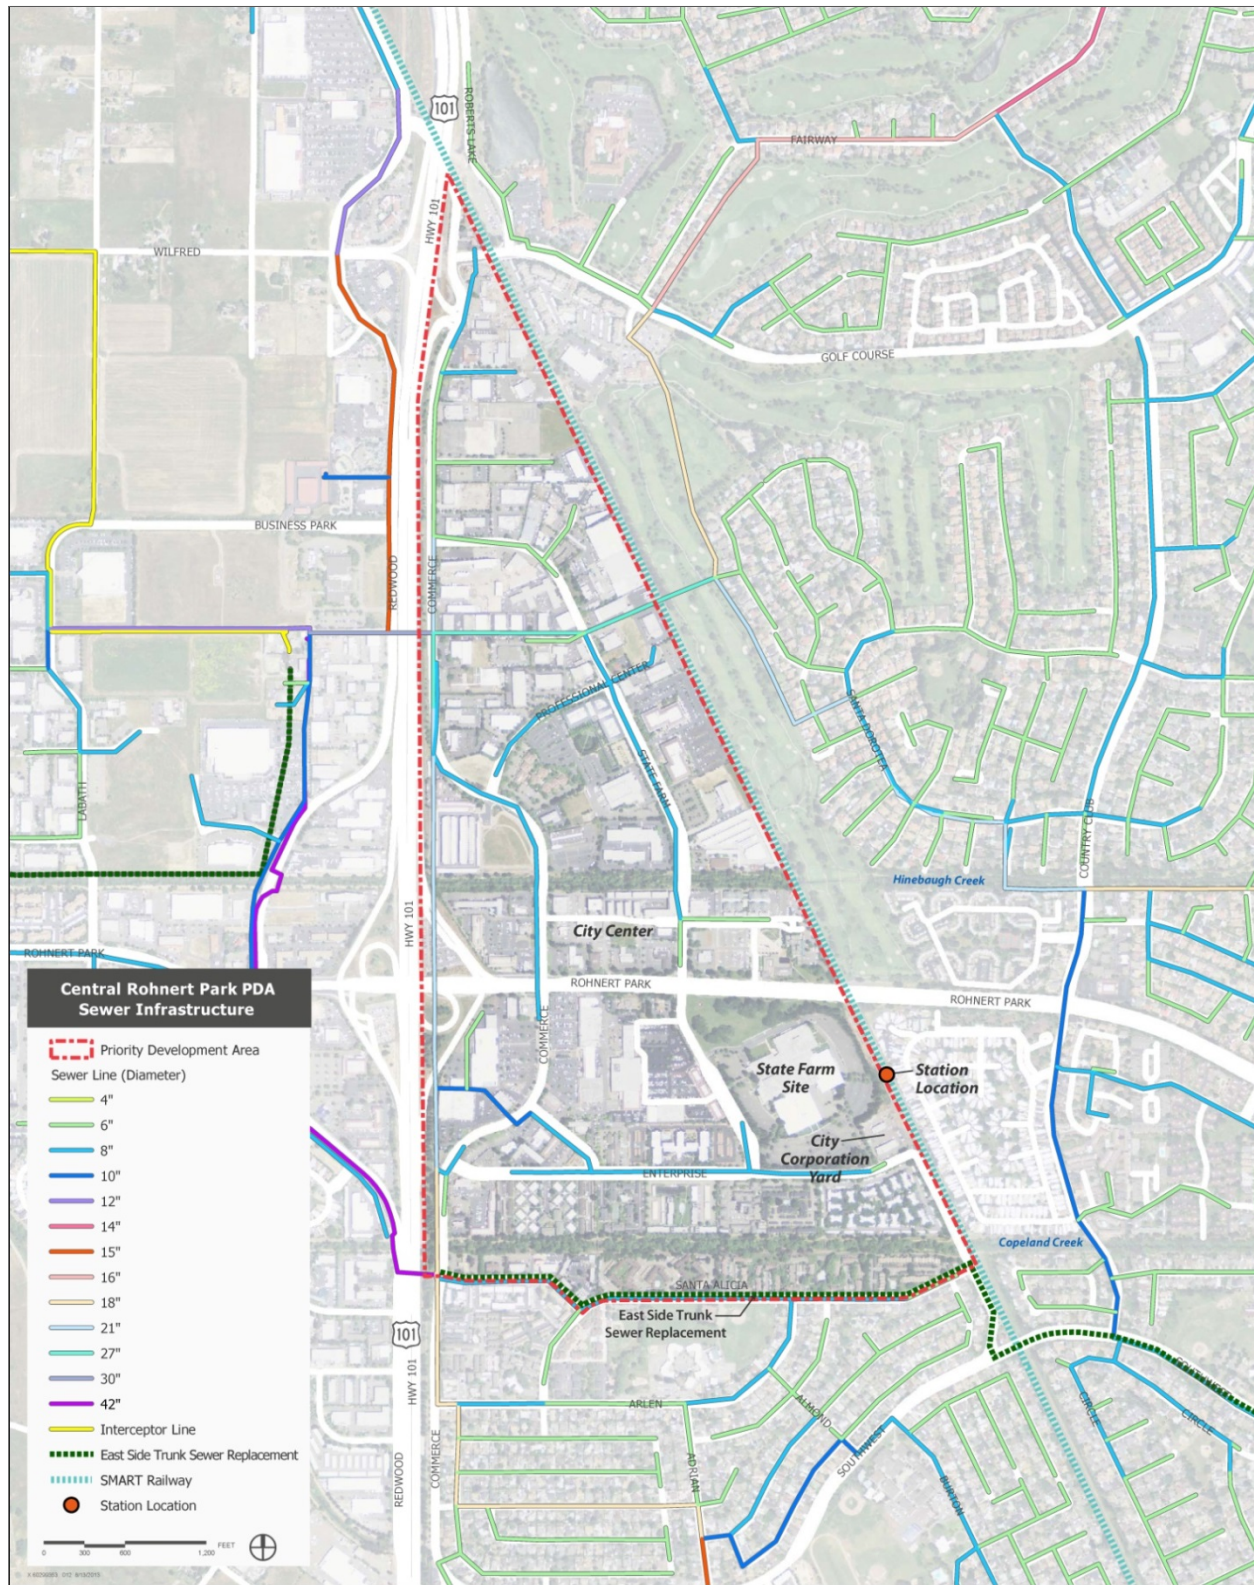 ROBERTS LAKE
101
FAIRWAY
HWY 101
WILFRED
GOLF COURSE
BUSINESS PARK
REDWOOD
COMMERCE
PROFESSIONAL CENTER
SANTA DOROTEA
STATE FARM
LABATH
COUNTRY CLUB
Hinebaugh Creek
City Center
HWY 101
ROHNERT PARK
ROHNERT PARK
ROHNERT PARK
COMMERCE
State Farm
Site
Station
Location
City
Corporation
Yard
ENTERPRISE
Copeland Creek
SANTA ALICIA
East Side Trunk
Sewer Replacement
101
HWY 101
ARLEN
ALMOND
ADRIAN
SOUTHWEST
BURTON
CIRCLE
CIRCLE
COMMERCE
REDWOOD
Central Rohnert Park PDA
Sewer Infrastructure
Priority Development Area
Sewer Line (Diameter)
4"
6"
8"
10"
12"
14"
15"
16"
18"
21"
27"
30"
42"
Interceptor Line
East Side Trunk Sewer Replacement
SMART Railway
Station Location
0 300 600 1,200 FEET